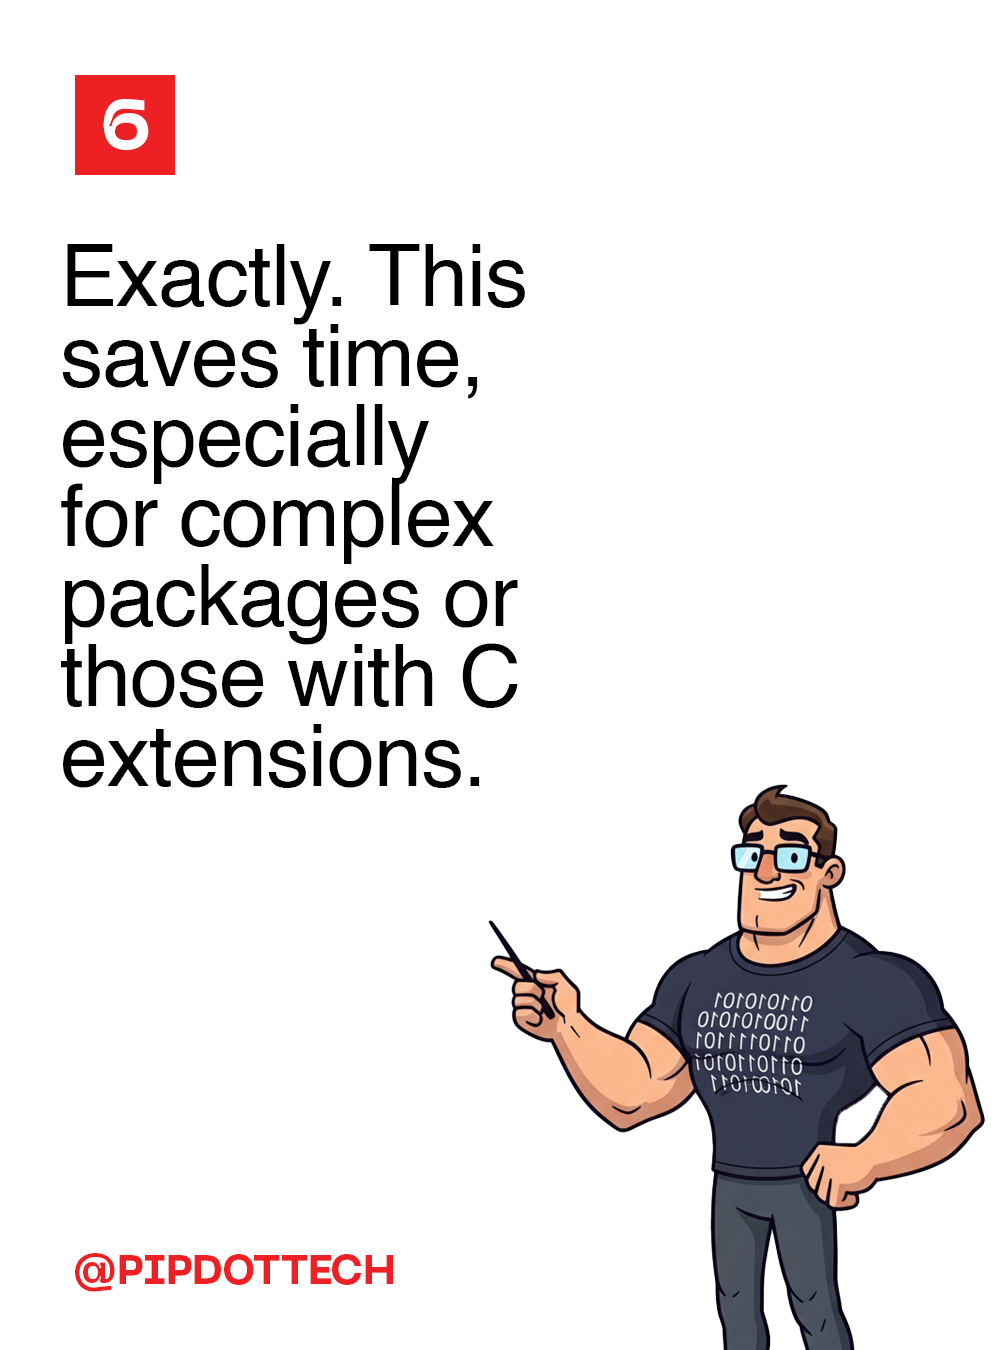 6
Exactly. This
saves time,
especially
for complex
packages or
those with C
extensions.
@PIPDOTTECH